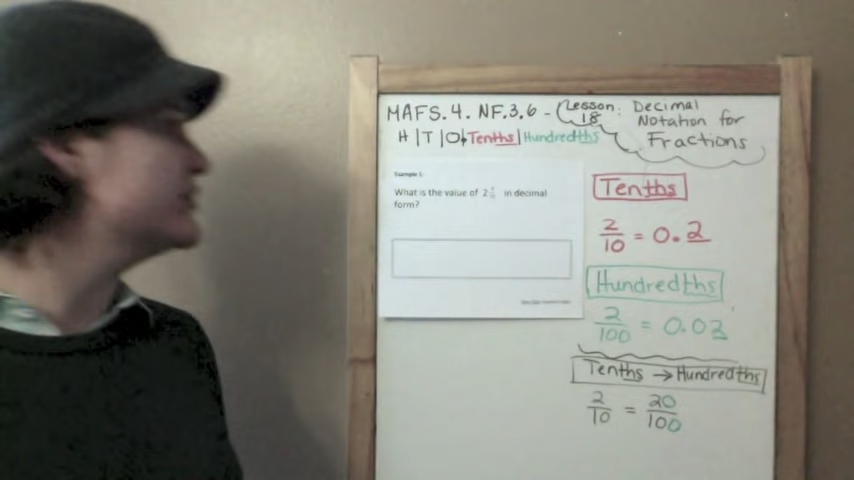 MAFS.4.NF.3.6 - Lesson 18: Decimal Notation for Fractions
H | T | O • Tenths | Hundredths
Example 1:
What is the value of 2 in decimal
form?
Tenths
2/10 = 0.2
Hundredths
2/100 = 0.02
Tenths → Hundredths
2/10 = 20/100